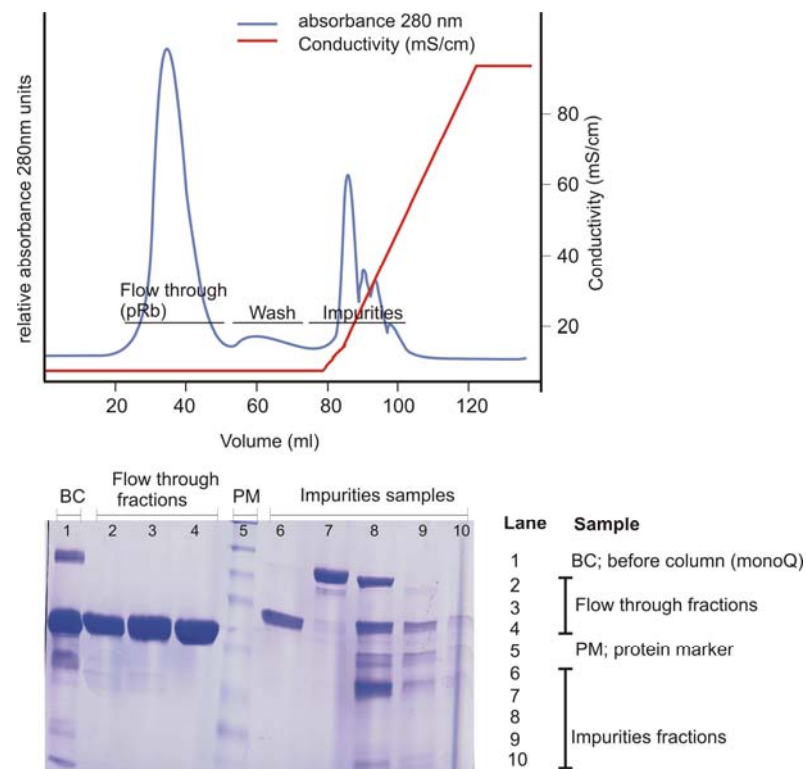 absorbance 280 nm
Conductivity (mS/cm)
relative absorbance 280nm units
Conductivity (mS/cm)
80
60
40
20
Flow through
(pRb)
Wash
Impurities
20 40 60 80 100 120
Volume (ml)
BC
Flow through
fractions
PM
Impurities samples
1 2 3 4 5 6 7 8 9 10
Lane Sample
1 BC; before column (monoQ)
2
3 Flow through fractions
4
5 PM; protein marker
6
7
8
9 Impurities fractions
10